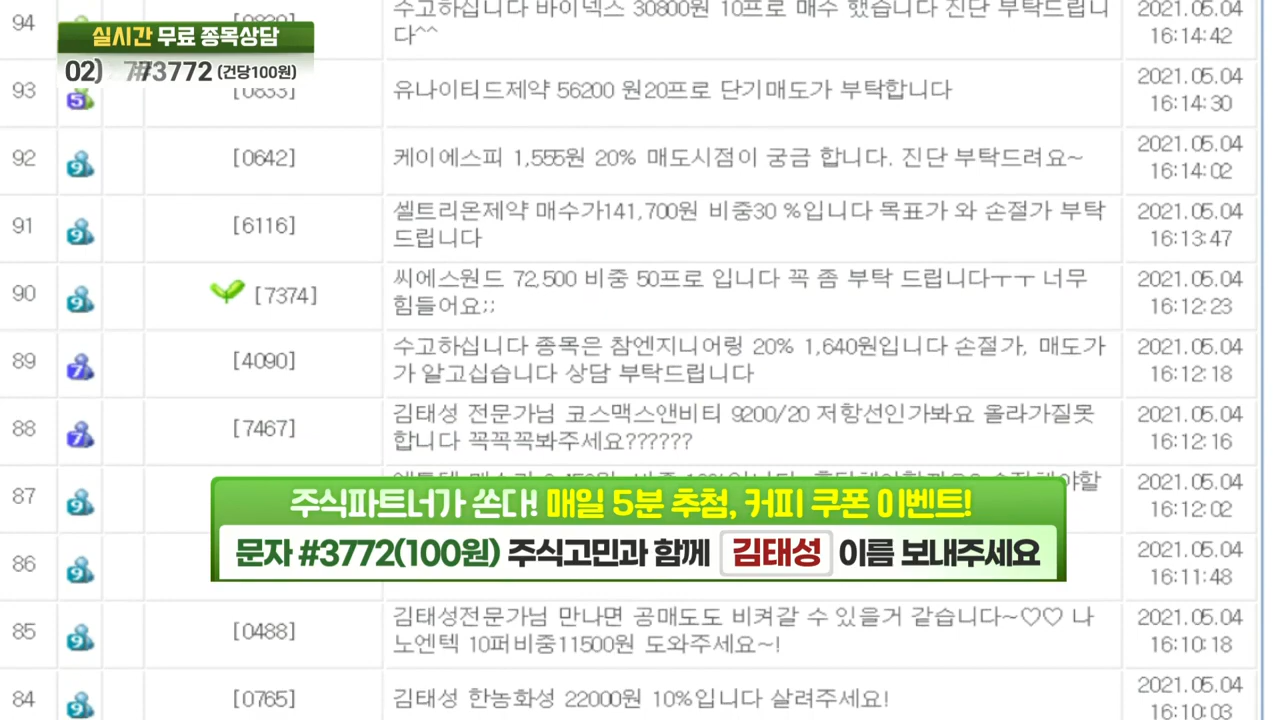 94 수고하십니다 바이넥스 30800원 10프로 매수 했습니다 진단 부탁드립니 2021.05.04
다^^ 16:14:42
실시간 무료 종목상담
02) #3772 (건당100원)
93 [0833] 유나이티드제약 56200 원20프로 단기매도가 부탁합니다 2021.05.04
5 16:14:30
92 9 [0642] 케이에스피 1,555원 20% 매도시점이 궁금 합니다. 진단 부탁드려요~ 2021.05.04
16:14:02
91 9 [6116] 셀트리온제약 매수가141,700원 비중30 %입니다 목표가 와 손절가 부탁 2021.05.04
드립니다 16:13:47
90 9 [7374] 씨에스윈드 72,500 비중 50프로 입니다 꼭 좀 부탁 드립니다ㅜㅜ 너무 2021.05.04
힘들어요;; 16:12:23
89 7 [4090] 수고하십니다 종목은 참엔지니어링 20% 1,640원입니다 손절가, 매도가 2021.05.04
가 알고십습니다 상담 부탁드립니다 16:12:18
88 7 [7467] 김태성 전문가님 코스맥스앤비티 9200/20 저항선인가봐요 올라가질못 2021.05.04
합니다 꼭꼭꼭봐주세요?????? 16:12:16
87 9 2021.05.04
16:12:02
주식파트너가 쏜다! 매일 5분 추첨, 커피 쿠폰 이벤트!
문자 #3772(100원) 주식고민과 함께 김태성 이름 보내주세요
86 9 2021.05.04
16:11:48
85 9 [0488] 김태성전문가님 만나면 공매도도 비켜갈 수 있을거 같습니다~♡♡ 나 2021.05.04
노엔텍 10퍼비중11500원 도와주세요~! 16:10:18
84 9 [0765] 김태성 한농화성 22000원 10%입니다 살려주세요! 2021.05.04
16:10:03